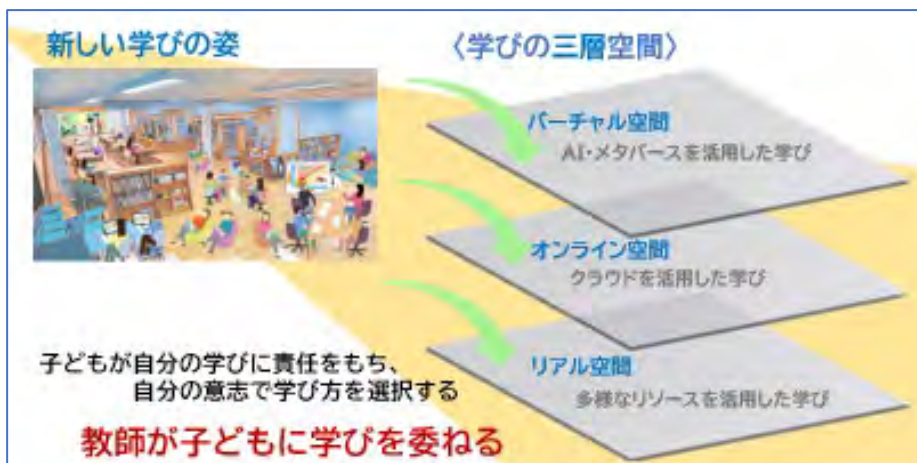 新しい学びの姿
〈学びの三層空間〉
バーチャル空間
AI・メタバースを活用した学び
オンライン空間
クラウドを活用した学び
リアル空間
多様なリソースを活用した学び
子どもが自分の学びに責任をもち、
自分の意志で学び方を選択する
教師が子どもに学びを委ねる